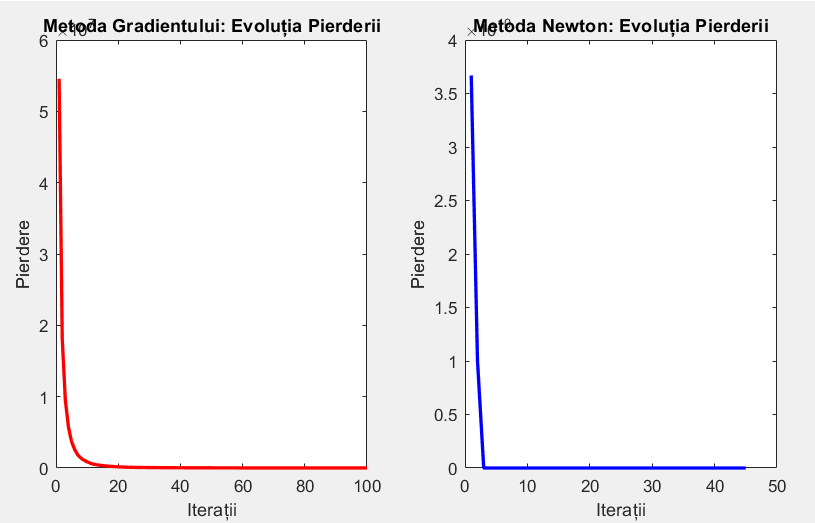 Metoda Gradientului: Evoluția Pierderii
6
5
4
3
2
1
0
Pierdere
0 20 40 60 80 100
Iterații
Metoda Newton: Evoluția Pierderii
4
3.5
3
2.5
2
1.5
1
0.5
0
Pierdere
0 10 20 30 40 50
Iterații